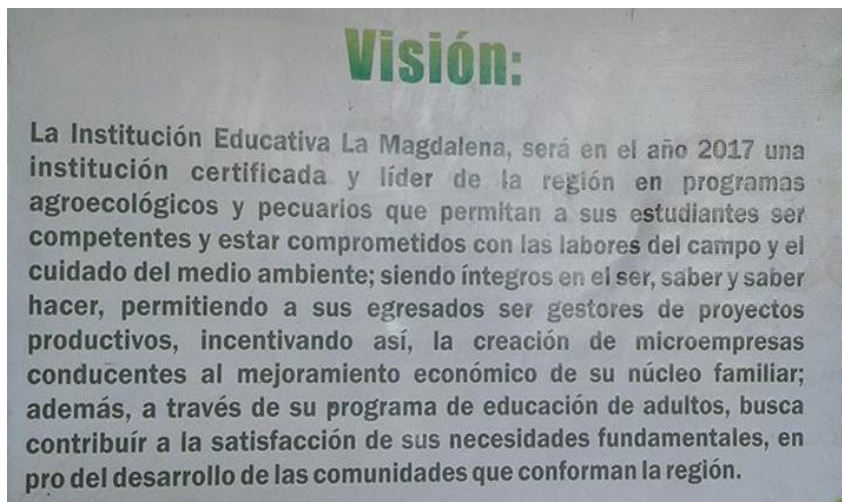 Visión:
La Institución Educativa La Magdalena, será en el año 2017 una
institución certificada y líder de la región en programas
agroecológicos y pecuarios que permitan a sus estudiantes ser
competentes y estar comprometidos con las labores del campo y el
cuidado del medio ambiente; siendo íntegros en el ser, saber y saber
hacer, permitiendo a sus egresados ser gestores de proyectos
productivos, incentivando así, la creación de microempresas
conducentes al mejoramiento económico de su núcleo familiar;
además, a través de su programa de educación de adultos, busca
contribuír a la satisfacción de sus necesidades fundamentales, en
pro del desarrollo de las comunidades que conforman la región.